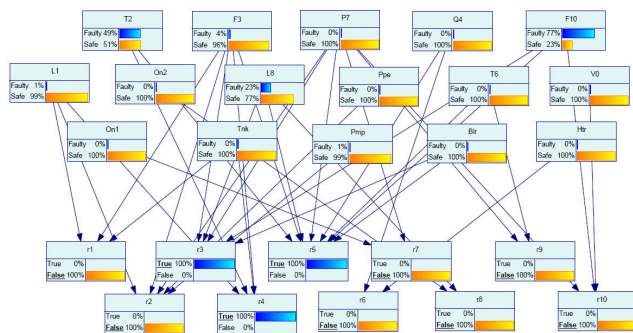 T2
Faulty 49%
Safe 51%
F3
Faulty 4%
Safe 96%
P7
Faulty 0%
Safe 100%
Q4
Faulty 0%
Safe 100%
F10
Faulty 77%
Safe 23%
L1
Faulty 1%
Safe 99%
On2
Faulty 0%
Safe 100%
L8
Faulty 23%
Safe 77%
Ppe
Faulty 0%
Safe 100%
T6
Faulty 0%
Safe 100%
V0
Faulty 0%
Safe 100%
On1
Faulty 0%
Safe 100%
Tnk
Faulty 0%
Safe 100%
Pmp
Faulty 1%
Safe 99%
Blr
Faulty 0%
Safe 100%
Htr
Faulty 0%
Safe 100%
r1
True 0%
False 100%
r3
True 100%
False 0%
r5
True 100%
False 0%
r7
True 0%
False 100%
r9
True 0%
False 100%
r2
True 0%
False 100%
r4
True 100%
False 0%
r6
True 0%
False 100%
r8
True 0%
False 100%
r10
True 0%
False 100%